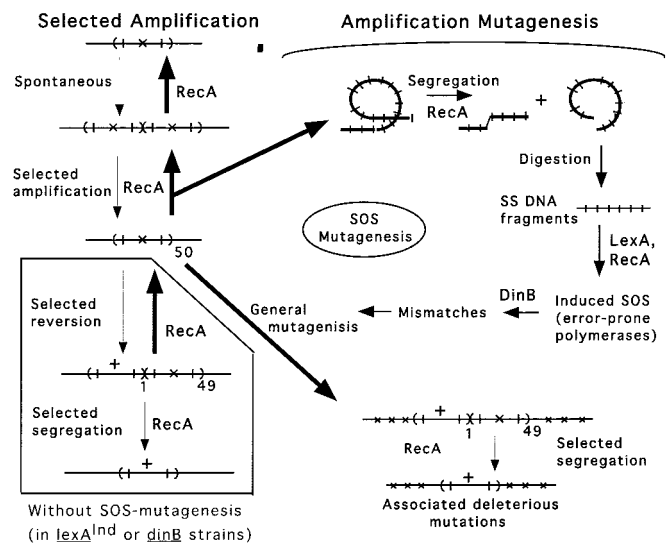 Selected Amplification
Amplification Mutagenesis
Spontaneous
RecA
Segregation
RecA
+
Digestion
Selected
amplification
RecA
SS DNA
fragments
SOS
Mutagenesis
LexA,
RecA
50
Selected
reversion
RecA
General
mutagenisis
Mismatches
DinB
Induced SOS
(error-prone
polymerases)
+
1
49
Selected
segregation
RecA
+
+
1
49
RecA
Selected
segregation
+
Associated deleterious
mutations
Without SOS-mutagenesis
(in lexAInd or dinB strains)